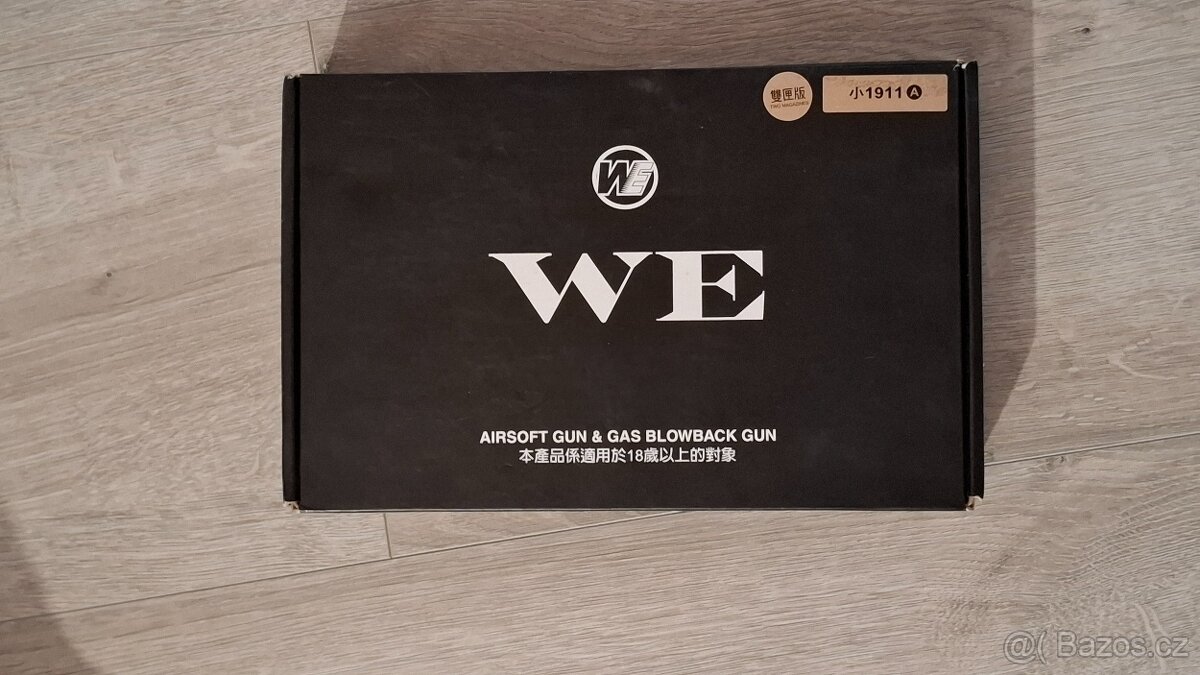 雙匣版
TWO MAGAZINES
小1911A
WE
WE
AIRSOFT GUN & GAS BLOWBACK GUN
本產品係適用於18歲以上的對象
@( Bazos.cz